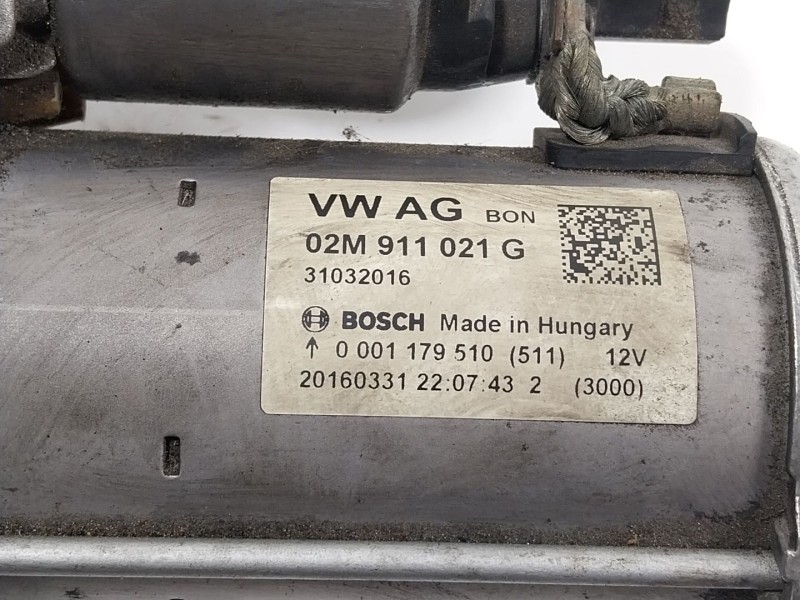 VW AG BON
02M 911 021 G
31032016
BOSCH Made in Hungary
↑ 0 001 179 510 (511) 12V
20160331 22:07:43 2 (3000)